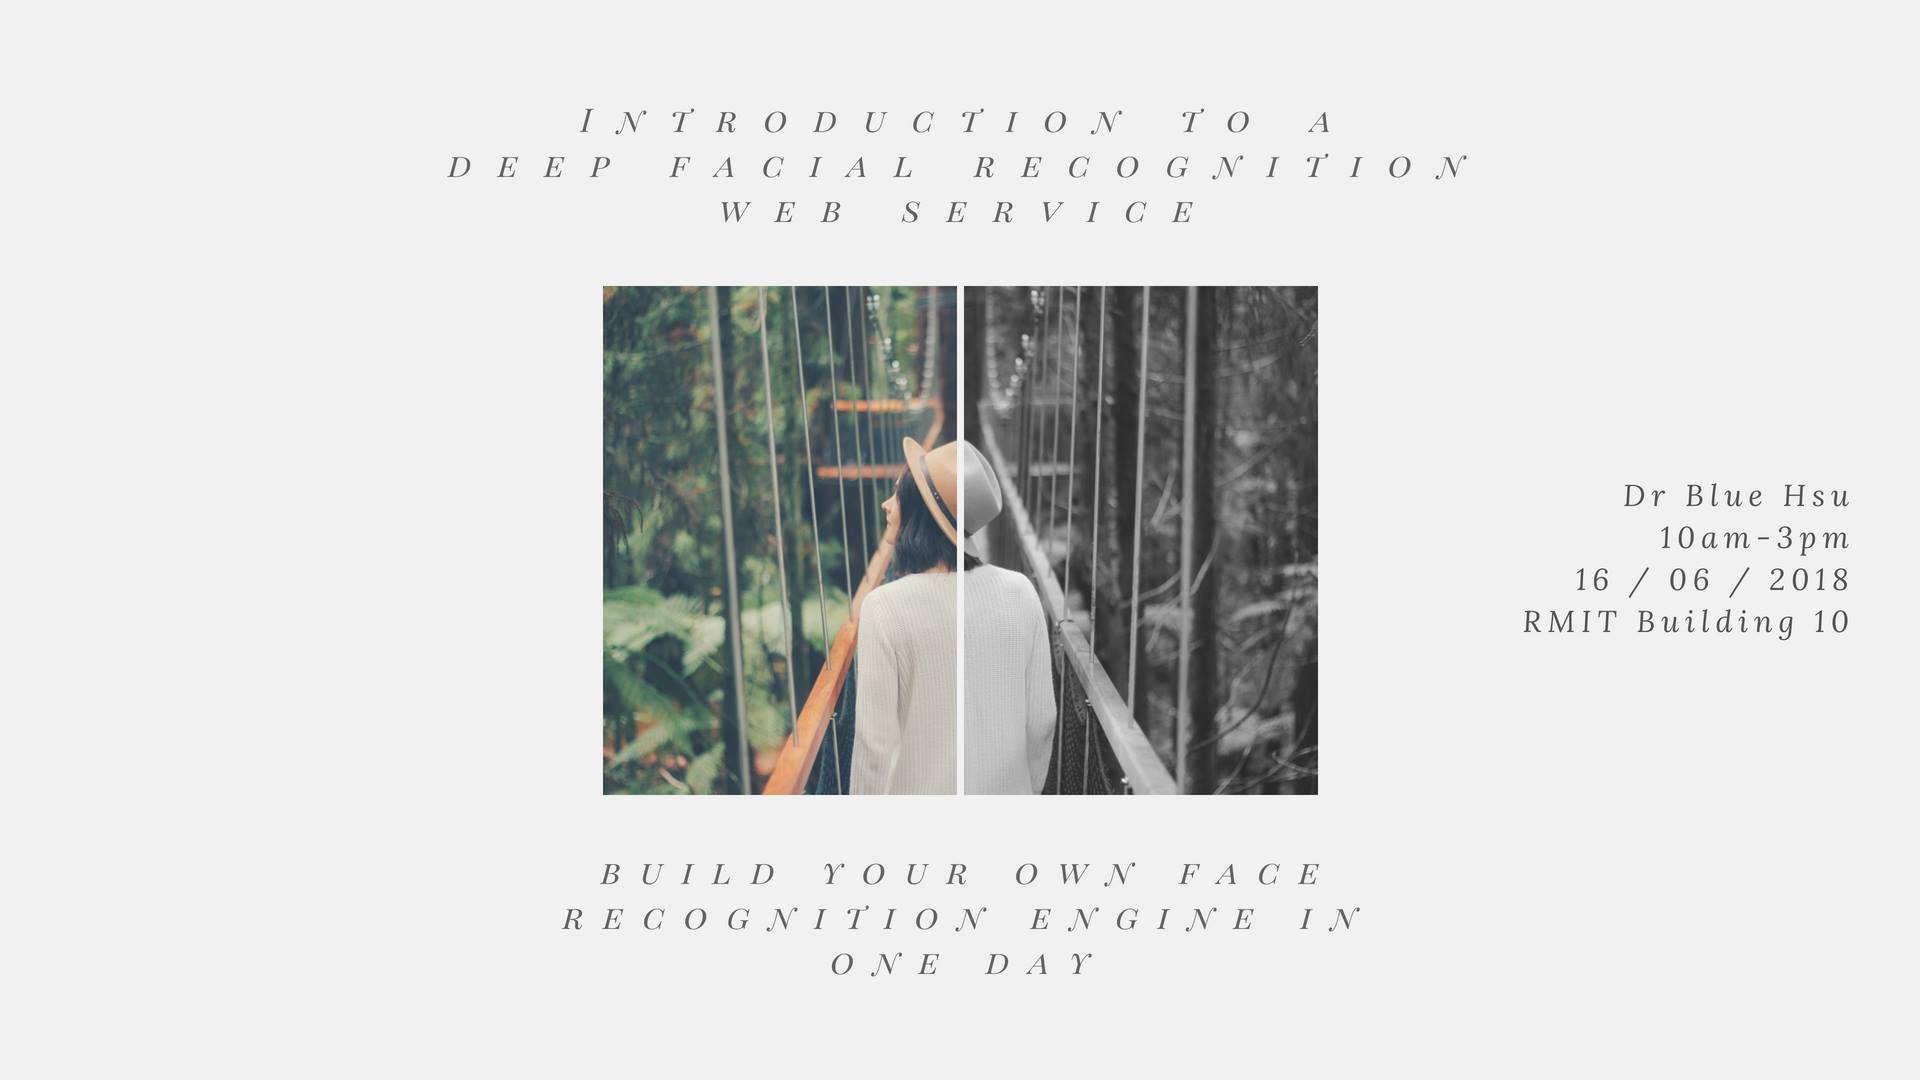 Introduction to a
deep facial recognition
web service
Dr Blue Hsu
10am-3pm
16 / 06 / 2018
RMIT Building 10
build your own face
recognition engine in
one day